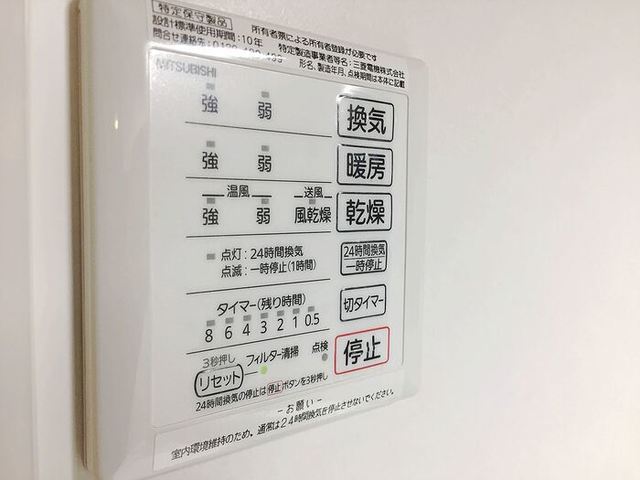 特定保守製品
所有者票による所有者登録が必要です
設計標準使用期間：10年
特定製造事業者等名：三菱電機株式会社
問合せ連絡先：0120
形名、製造年月、点検期間は本体に記載
MITSUBISHI
強 弱 換気
強 弱 暖房
温風 送風
強 弱 風乾燥 乾燥
点灯：24時間換気
点滅：一時停止(1時間)
24時間換気
一時停止
タイマー(残り時間)
8 6 4 3 2 1 0.5
切タイマー
3秒押し
リセット フィルター清掃 点検
停止
24時間換気の停止は停止ボタンを3秒押し
－お願い－
室内環境維持のため、通常は24時間換気を停止させないでください。